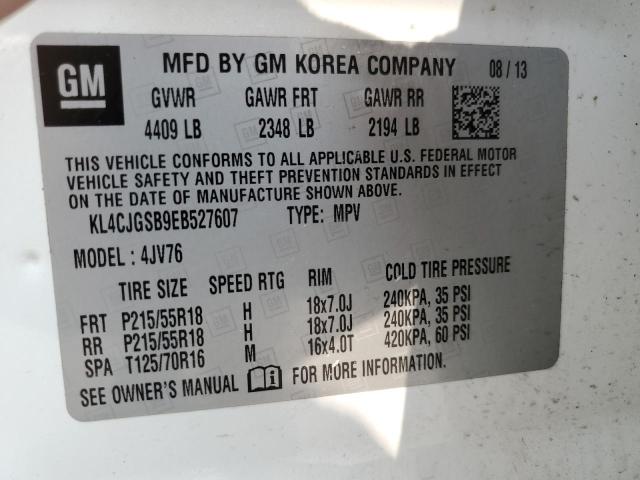 GM MFD BY GM KOREA COMPANY 08/13
GVWR GAWR FRT GAWR RR
4409 LB 2348 LB 2194 LB
THIS VEHICLE CONFORMS TO ALL APPLICABLE U.S. FEDERAL MOTOR
VEHICLE SAFETY AND THEFT PREVENTION STANDARDS IN EFFECT
ON THE DATE OF MANUFACTURE SHOWN ABOVE.
KL4CJGSB9EB527607 TYPE: MPV
MODEL: 4JV76
TIRE SIZE SPEED RTG RIM COLD TIRE PRESSURE
FRT P215/55R18 H 18x7.0J 240KPA, 35 PSI
RR P215/55R18 H 18x7.0J 240KPA, 35 PSI
SPA T125/70R16 M 16x4.0T 420KPA, 60 PSI
SEE OWNER'S MANUAL FOR MORE INFORMATION.